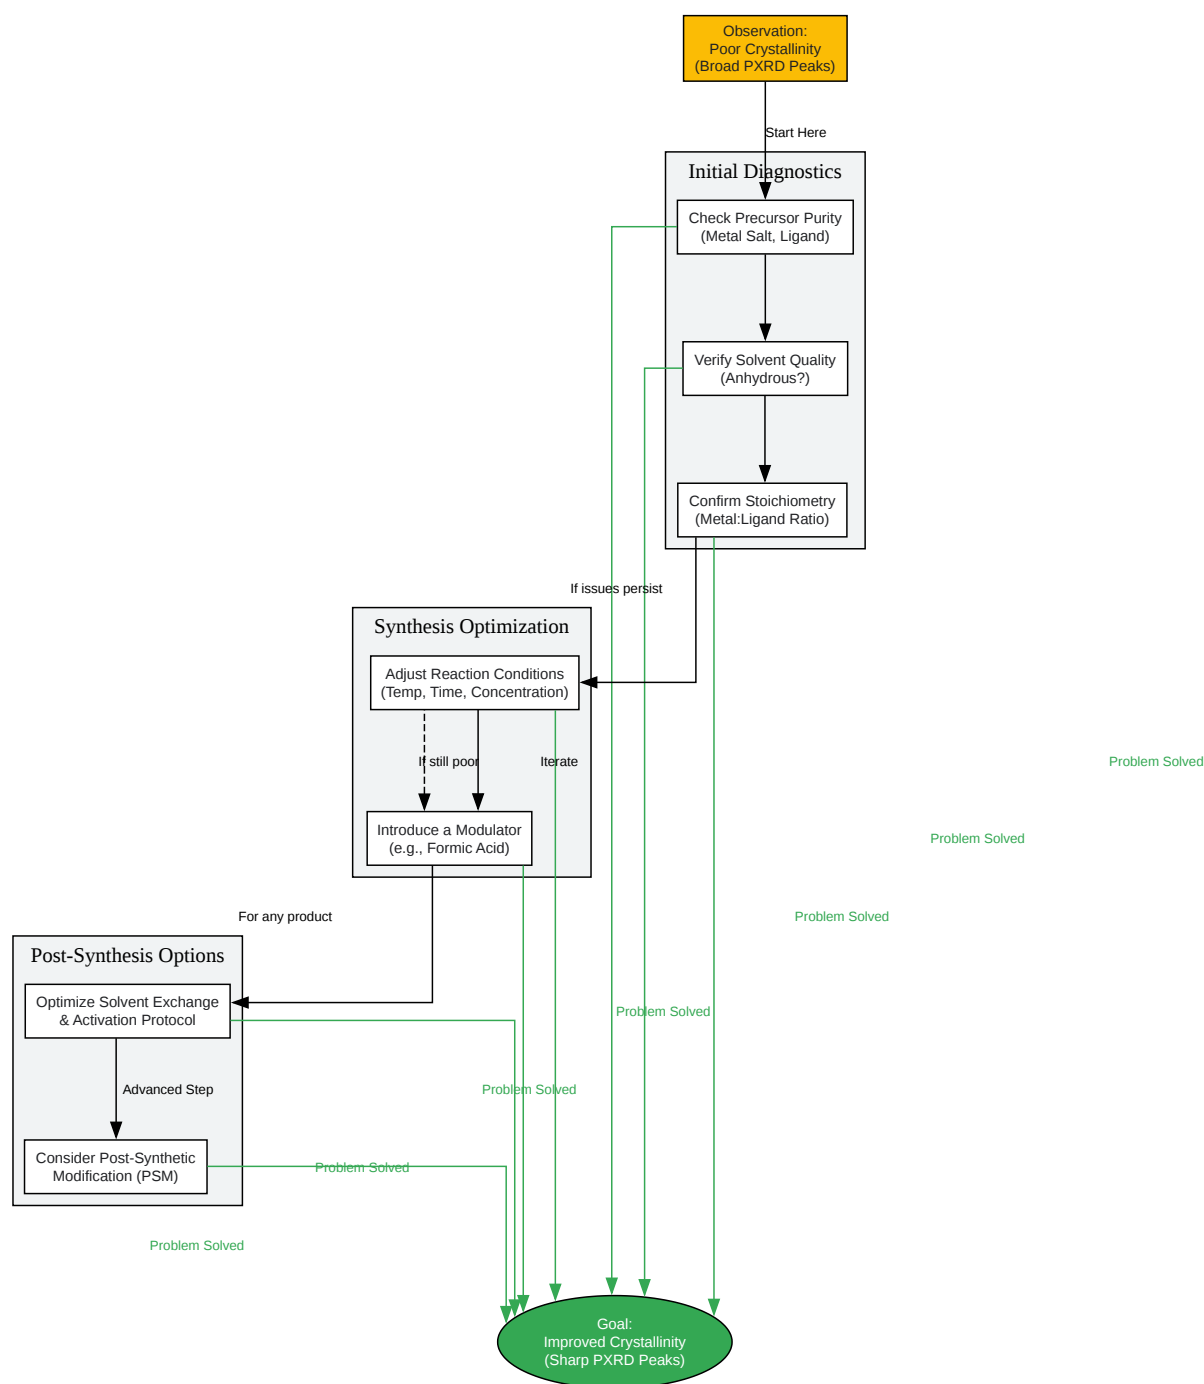 Observation:
Poor Crystallinity
(Broad PXRD Peaks)
Start Here
Initial Diagnostics
Check Precursor Purity
(Metal Salt, Ligand)
Verify Solvent Quality
(Anhydrous?)
Confirm Stoichiometry
(Metal:Ligand Ratio)
If issues persist
Synthesis Optimization
Adjust Reaction Conditions
(Temp, Time, Concentration)
If still poor
Iterate
Problem Solved
Introduce a Modulator
(e.g., Formic Acid)
Problem Solved
For any product
Problem Solved
Post-Synthesis Options
Optimize Solvent Exchange
& Activation Protocol
Problem Solved
Advanced Step
Problem Solved
Consider Post-Synthetic
Modification (PSM)
Problem Solved
Problem Solved
Goal:
Improved Crystallinity
(Sharp PXRD Peaks)